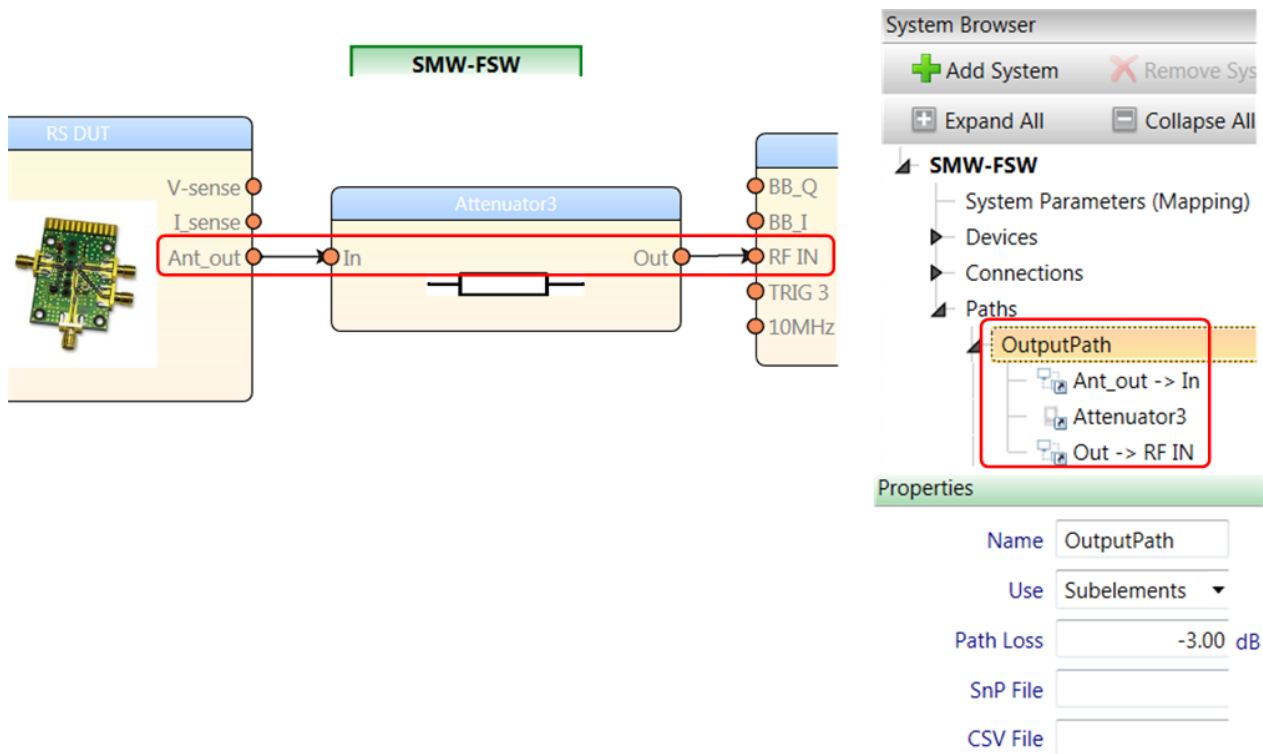 SMW-FSW
RS DUT
V-sense
I_sense
Ant_out
Attenuator3
In
Out
BB_Q
BB_I
RF IN
TRIG 3
10MHz
System Browser
Add System Remove Sys
Expand All Collapse All
SMW-FSW
System Parameters (Mapping)
Devices
Connections
Paths
OutputPath
Ant_out -> In
Attenuator3
Out -> RF IN
Properties
Name OutputPath
Use Subelements
Path Loss -3.00 dB
SnP File
CSV File